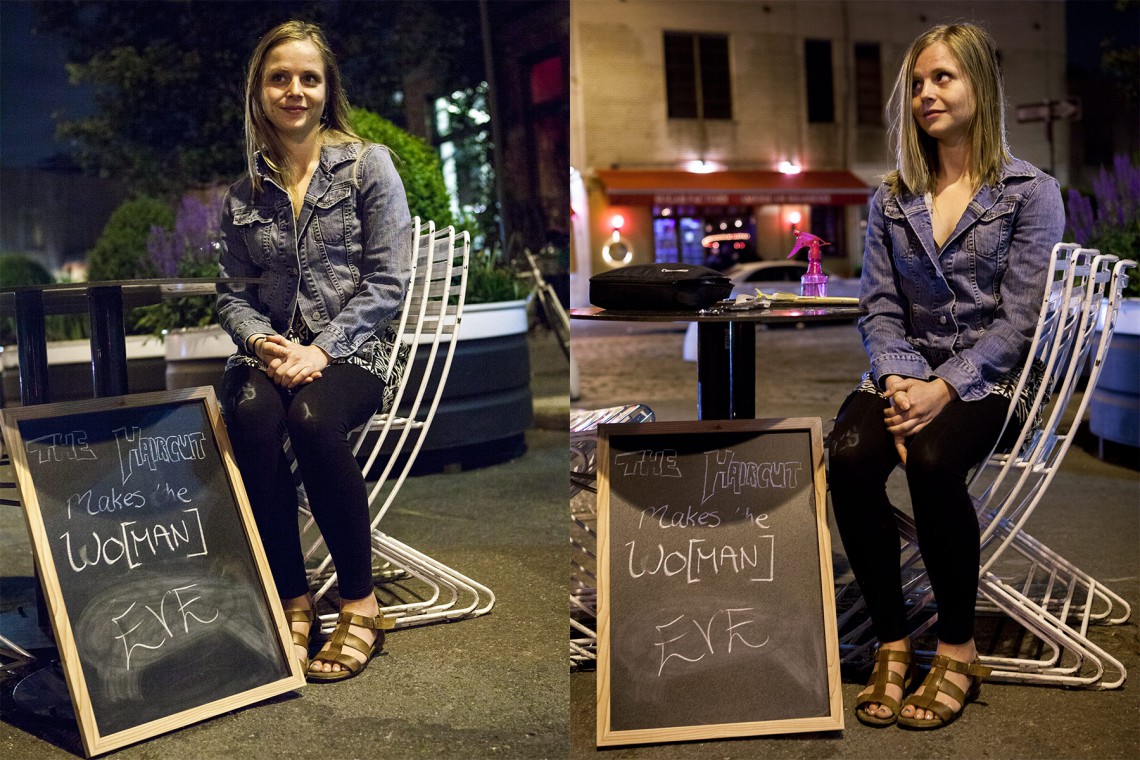 THE HAIRCUT
Makes the
WO[MAN]
EVE
THE HAIRCUT
Makes the
WO[MAN]
EVE